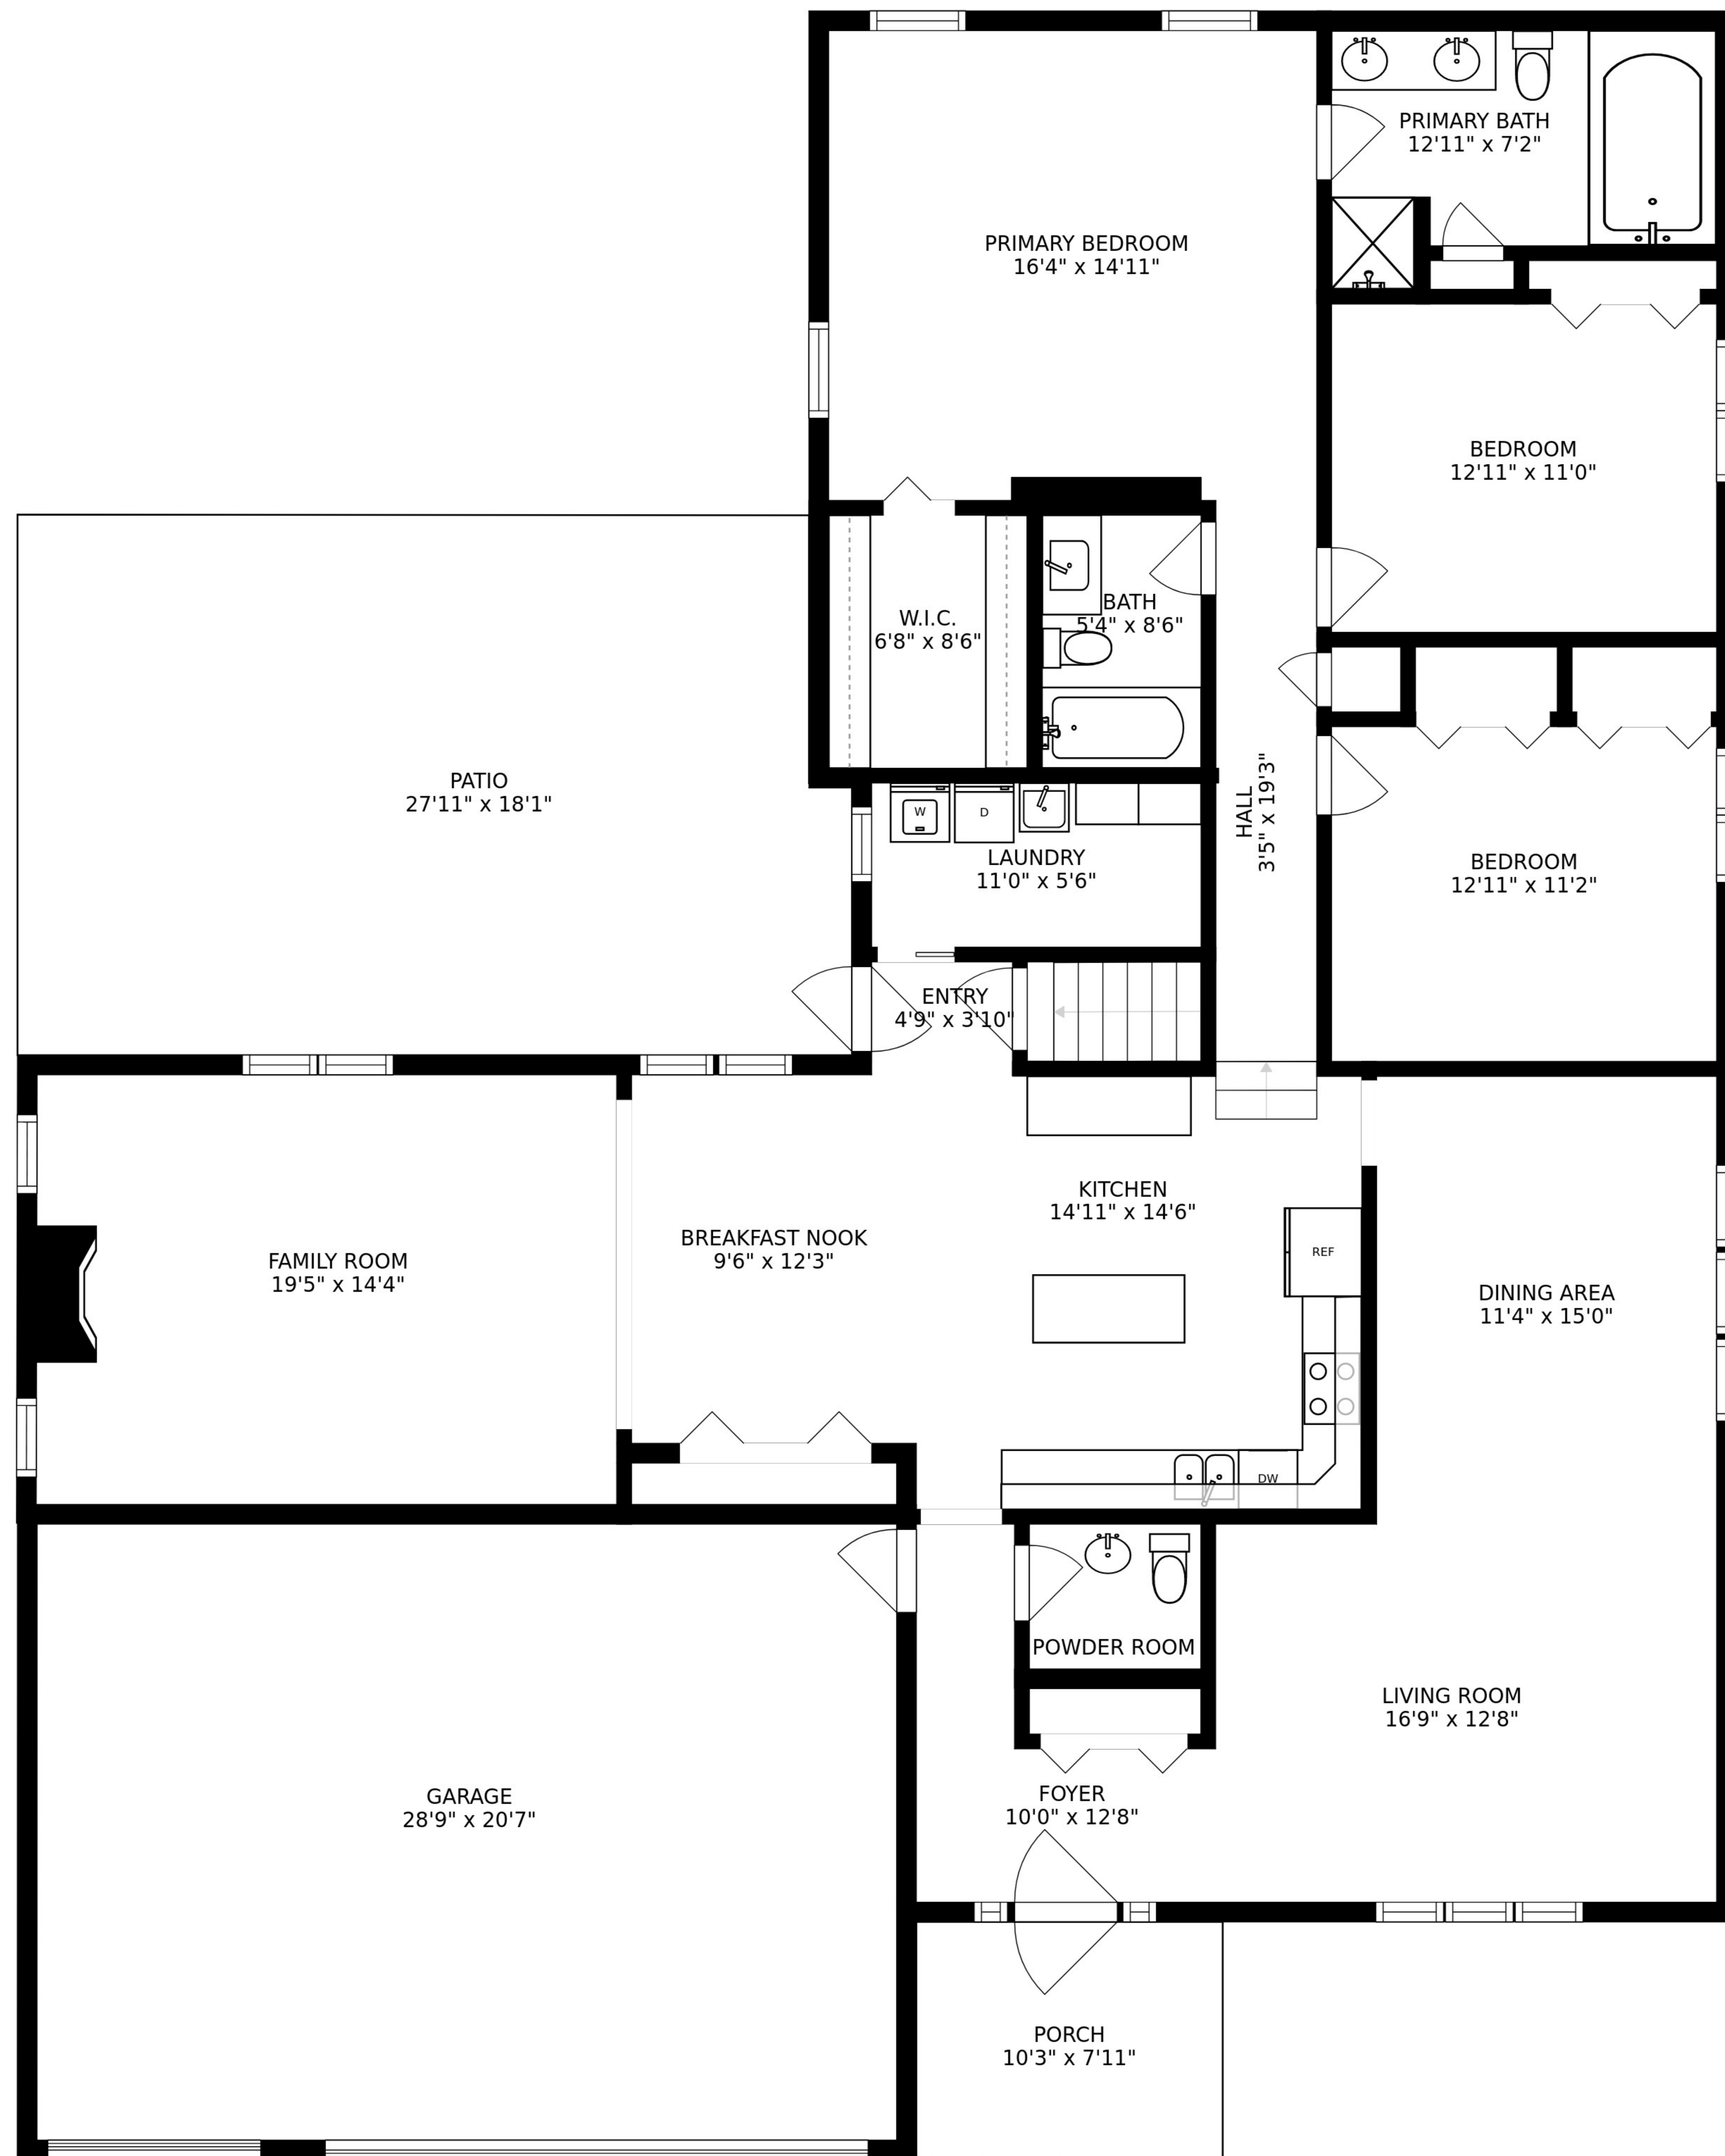 PRIMARY BATH
12'11" x 7'2"
PRIMARY BEDROOM
16'4" x 14'11"
BEDROOM
12'11" x 11'0"
BATH
5'4" x 8'6"
W.I.C.
6'8" x 8'6"
PATIO
27'11" x 18'1"
W
D
LAUNDRY
11'0" x 5'6"
HALL
3'5" x 19'3"
BEDROOM
12'11" x 11'2"
ENTRY
4'9" x 3'10"
KITCHEN
14'11" x 14'6"
BREAKFAST NOOK
9'6" x 12'3"
REF
FAMILY ROOM
19'5" x 14'4"
DINING AREA
11'4" x 15'0"
DW
POWDER ROOM
LIVING ROOM
16'9" x 12'8"
FOYER
10'0" x 12'8"
GARAGE
28'9" x 20'7"
PORCH
10'3" x 7'11"